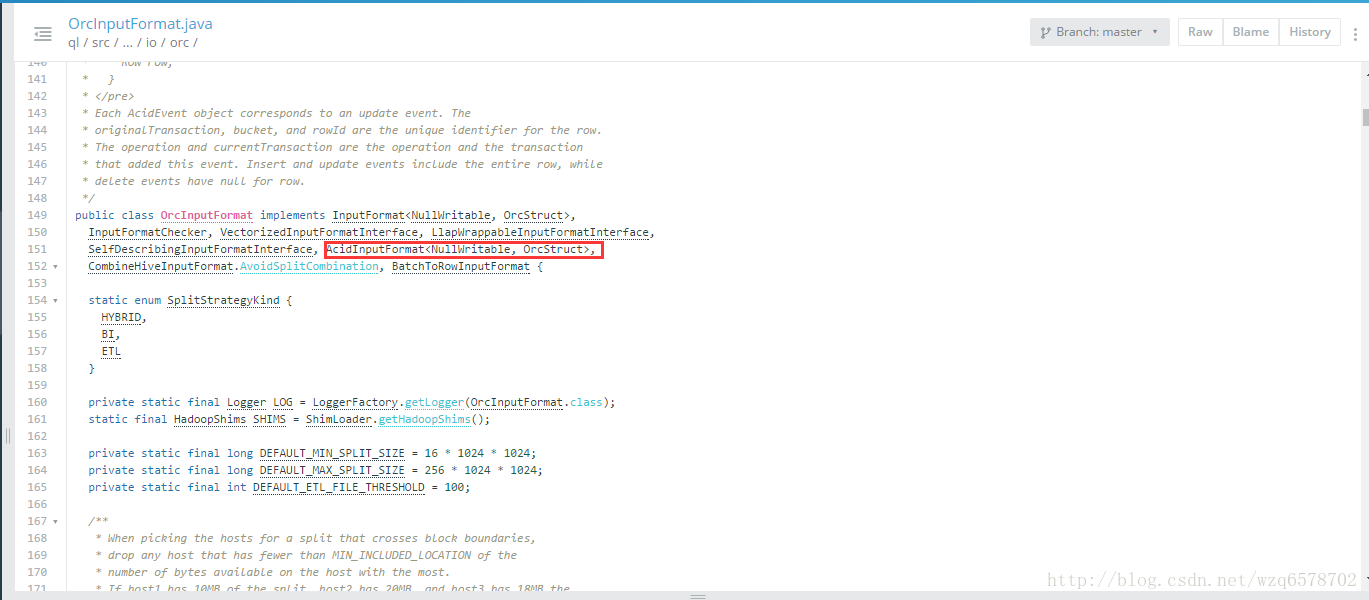 OrcInputFormat.java
ql / src / ... / io / orc /
Branch: master
Raw
Blame
History
140 * Row row;
141 * }
142 * </pre>
143 * Each AcidEvent object corresponds to an update event. The
144 * originalTransaction, bucket, and rowId are the unique identifier for the row.
145 * The operation and currentTransaction are the operation and the transaction
146 * that added this event. Insert and update events include the entire row, while
147 * delete events have null for row.
148 */
149 public class OrcInputFormat implements InputFormat<NullWritable, OrcStruct>,
150 InputFormatChecker, VectorizedInputFormatInterface, LlapWrappableInputFormatInterface,
151 SelfDescribingInputFormatInterface, AcidInputFormat<NullWritable, OrcStruct>,
152 CombineHiveInputFormat.AvoidSplitCombination, BatchToRowInputFormat {
153
154 static enum SplitStrategyKind {
155 HYBRID,
156 BI,
157 ETL
158 }
159
160 private static final Logger LOG = LoggerFactory.getLogger(OrcInputFormat.class);
161 static final HadoopShims SHIMS = ShimLoader.getHadoopShims();
162
163 private static final long DEFAULT_MIN_SPLIT_SIZE = 16 * 1024 * 1024;
164 private static final long DEFAULT_MAX_SPLIT_SIZE = 256 * 1024 * 1024;
165 private static final int DEFAULT_ETL_FILE_THRESHOLD = 100;
166
167 /**
168 * When picking the hosts for a split that crosses block boundaries,
169 * drop any host that has fewer than MIN_INCLUDED_LOCATION of the
170 * number of bytes available on the host with the most.
171 * If host1 has 10MB of the split, host2 has 20MB, and host3 has 18MB the
http://blog.csdn.net/wzq6578702